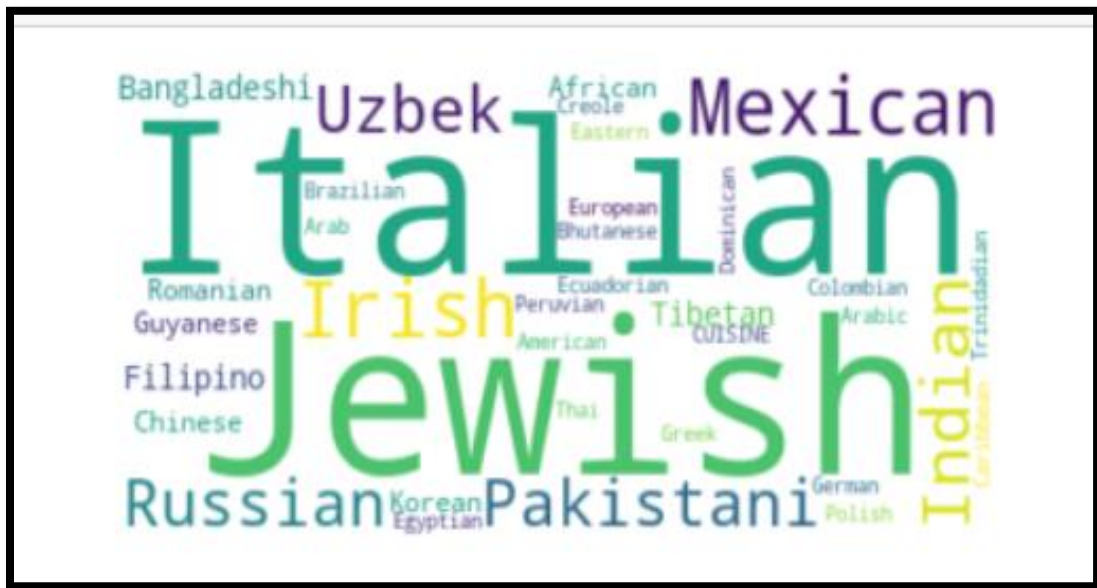 Bangladeshi
Uzbek
African
Creole
Eastern
Mexican
Italian
Brazilian
Arab
European
Bhutanese
Dominican
Trinidadian
Romanian
Irish
Ecuadorian
Peruvian
Colombian
Guyanese
Tibetan
Arabic
CUISINE
American
Indian
Jewish
Filipino
Chinese
Thai
Greek
Caribbean
Russian
Korean
Egyptian
Pakistani
German
Polish